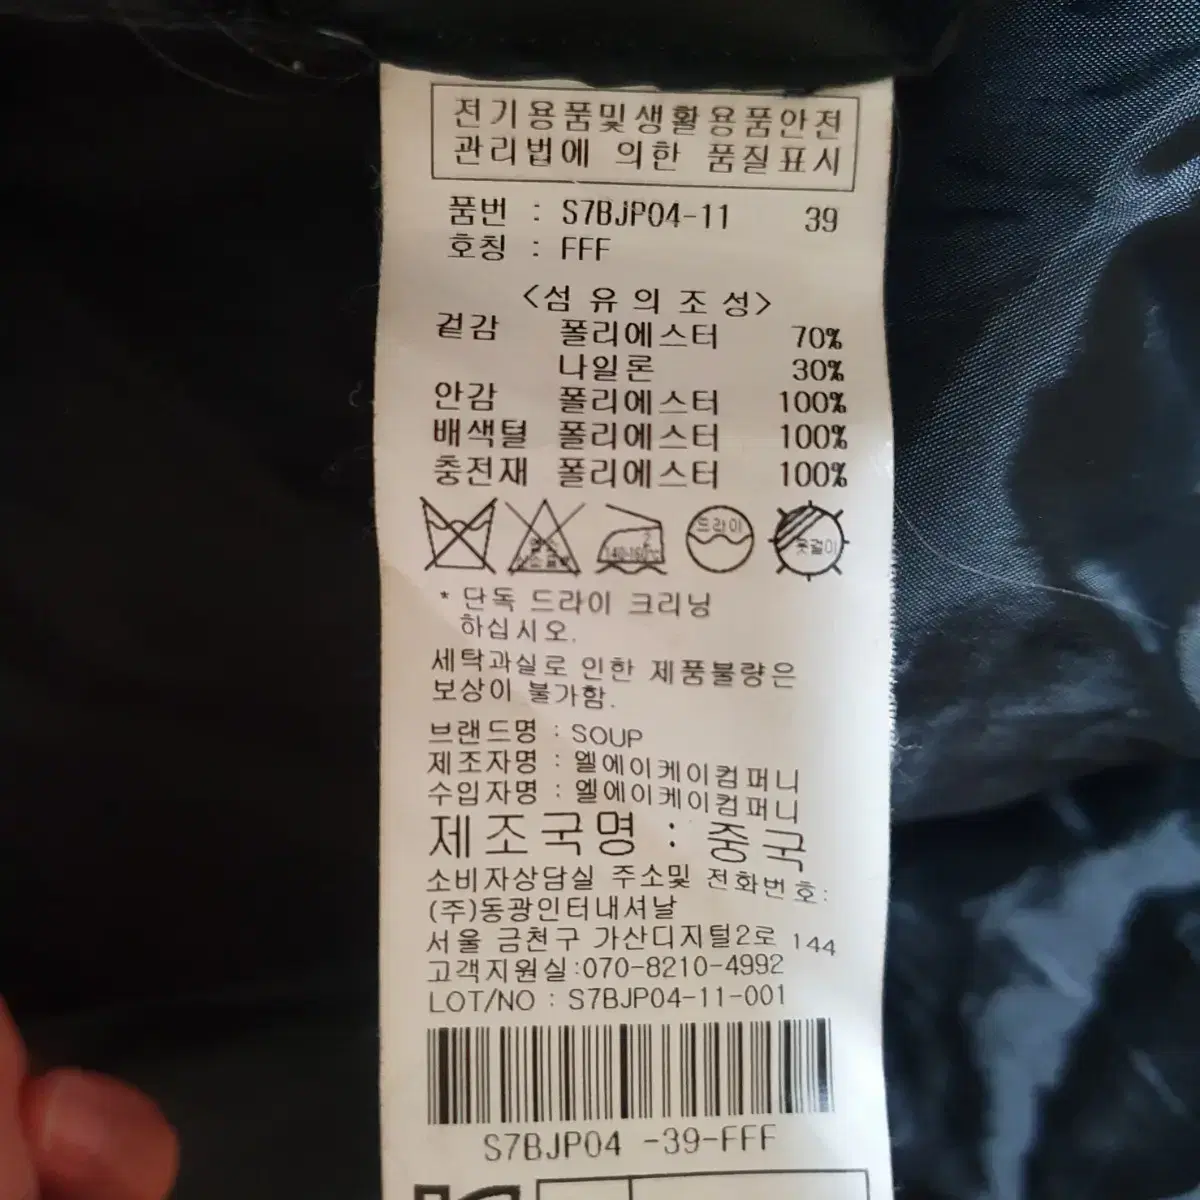 전기용품및생활용품안전
관리법에 의한 품질표시
품번 : S7BJP04-11 39
호칭 : FFF
<섬유의조성>
겉감 폴리에스터 70%
나일론 30%
안감 폴리에스터 100%
배색털 폴리에스터 100%
충전재 폴리에스터 100%
드라이
옷걸이
2
140-160℃
* 단독 드라이 크리닝
하십시오.
세탁과실로 인한 제품불량은
보상이 불가함.
브랜드명 : SOUP
제조자명 : 엘에이케이컴퍼니
수입자명 : 엘에이케이컴퍼니
제조국명 : 중국
소비자상담실 주소및 전화번호:
(주)동광인터내셔날
서울 금천구 가산디지털2로 144
고객지원실:070-8210-4992
LOT/NO : S7BJP04-11-001
S7BJP04 -39-FFF